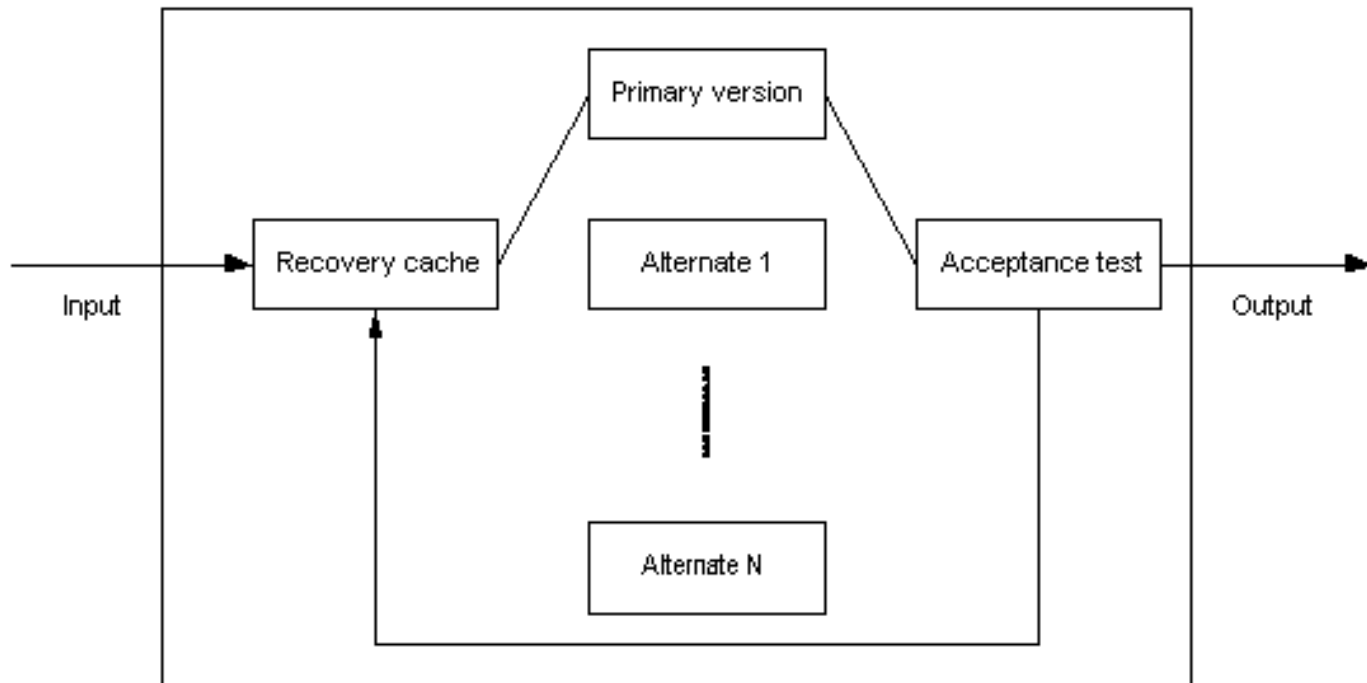 Primary version
Recovery cache
Alternate 1
Acceptance test
Input
Output
Alternate N